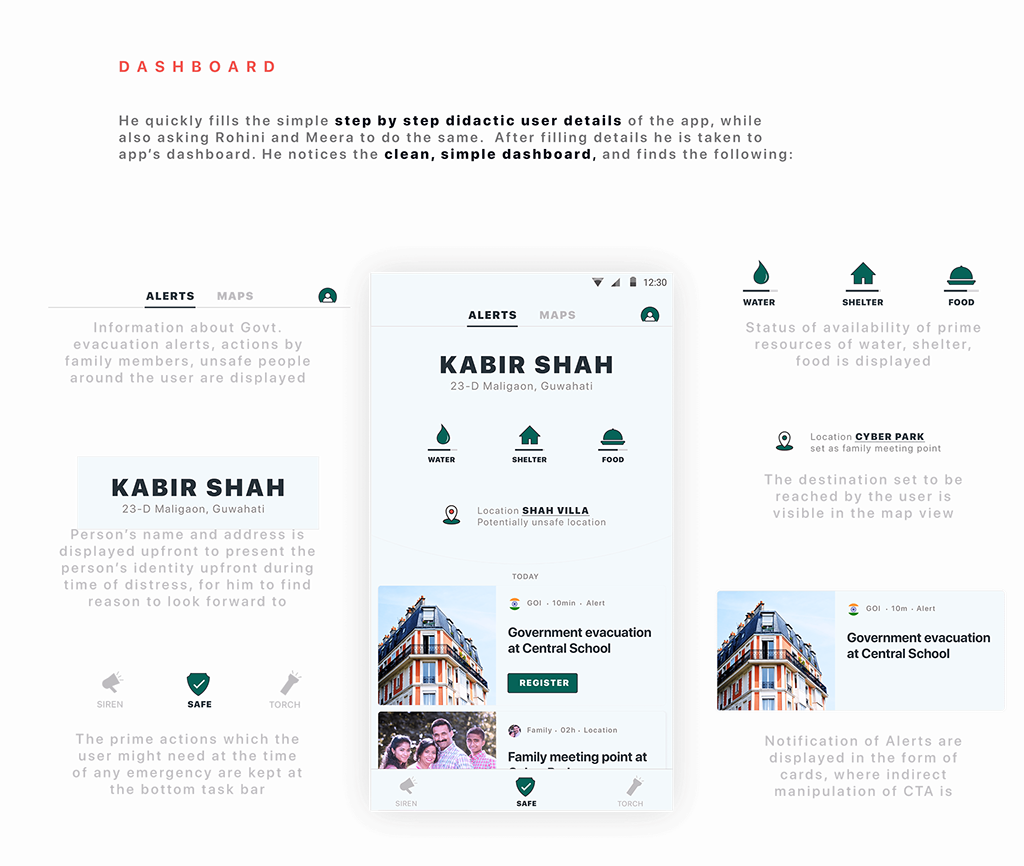 DASHBOARD
He quickly fills the simple step by step didactic user details of the app, while
also asking Rohini and Meera to do the same. After filling details he is taken to
app's dashboard. He notices the clean, simple dashboard, and finds the following:
ALERTS MAPS
Information about Govt.
evacuation alerts, actions by
family members, unsafe people
around the user are displayed
KABIR SHAH
23-D Maligaon, Guwahati
Person's name and address is
displayed upfront to present the
person's identity upfront during
time of distress, for him to find
reason to look forward to
SIREN SAFE TORCH
The prime actions which the
user might need at the time
of any emergency are kept at
the bottom task bar
12:30
ALERTS MAPS
KABIR SHAH
23-D Maligaon, Guwahati
WATER SHELTER FOOD
Location SHAH VILLA
Potentially unsafe location
TODAY
GOI • 10min • Alert
Government evacuation
at Central School
REGISTER
Family • 02h • Location
Family meeting point at
SIREN SAFE TORCH
WATER SHELTER FOOD
Status of availability of prime
resources of water, shelter,
food is displayed
Location CYBER PARK
set as family meeting point
The destination set to be
reached by the user is
visible in the map view
GOI • 10m • Alert
Government evacuation
at Central School
Notification of Alerts are
displayed in the form of
cards, where indirect
manipulation of CTA is